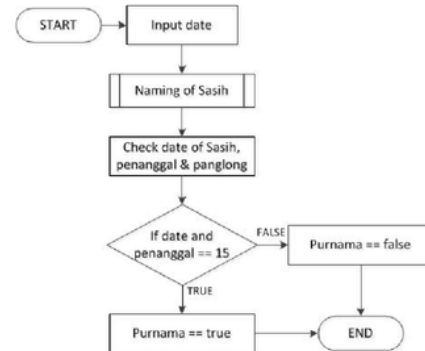 START
Input date
Naming of Sasih
Check date of Sasih,
penanggal & panglong
If date and
penanggal == 15
FALSE
Purnama == false
TRUE
Purnama == true
END